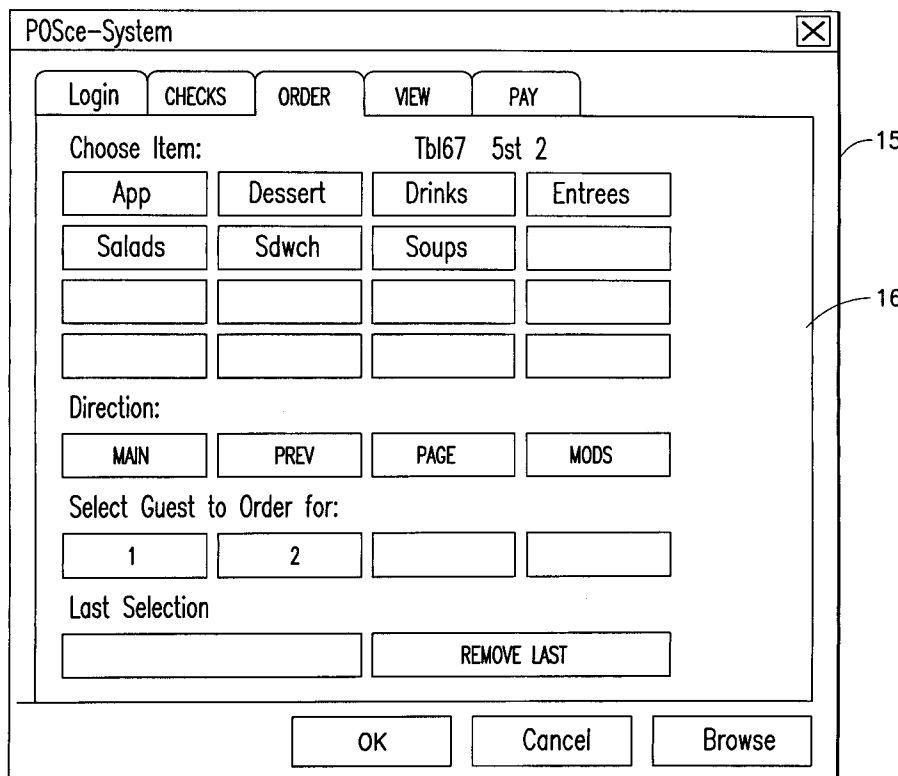 POSce-System
Login CHECKS ORDER VIEW PAY
Choose Item: Tbl67 5st 2
App Dessert Drinks Entrees
Salads Sdwch Soups
Direction:
MAIN PREV PAGE MODS
Select Guest to Order for:
1 2
Last Selection
REMOVE LAST
OK Cancel Browse
15
16